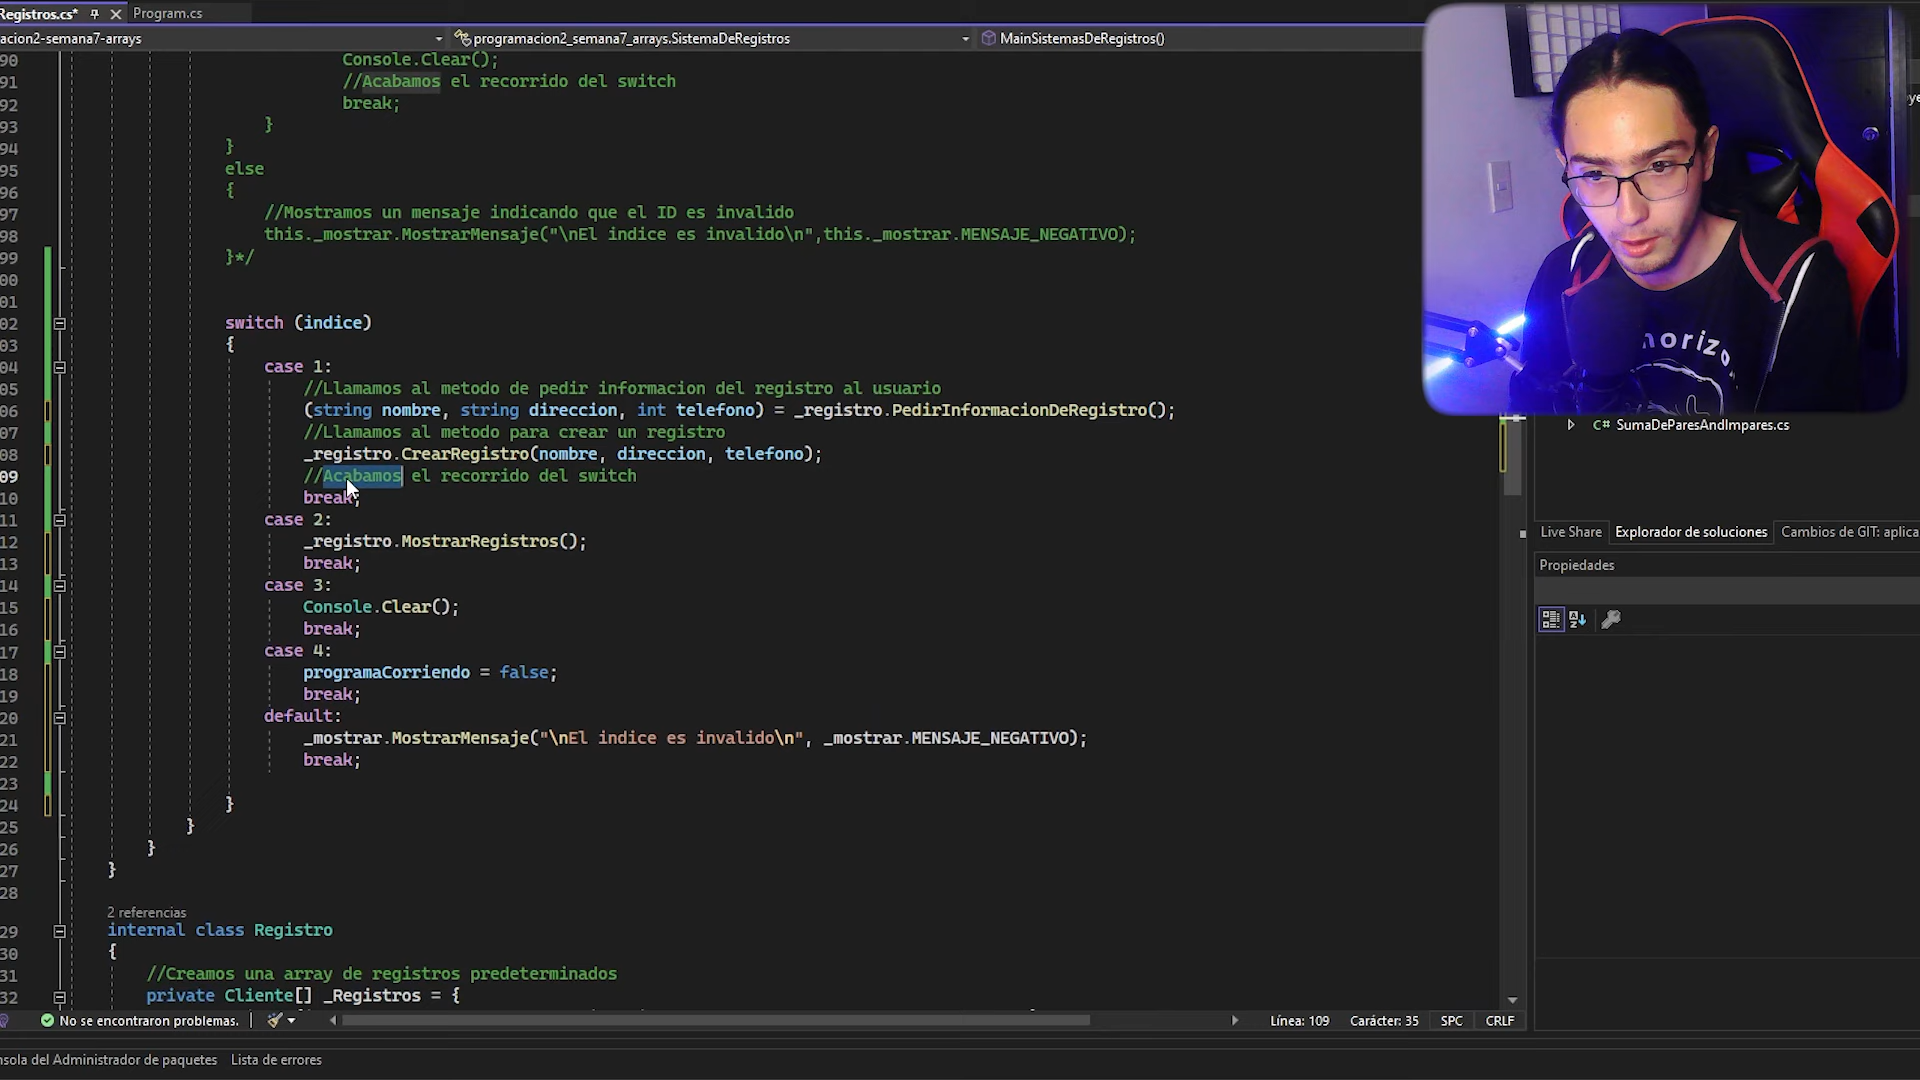 Registros.cs* Program.cs
acion2-semana7-arrays programacion2_semana7_arrays.SistemaDeRegistros MainSistemasDeRegistros()
90 Console.Clear();
91 //Acabamos el recorrido del switch
92 break;
93 }
94 }
95 else
96 {
97 //Mostramos un mensaje indicando que el ID es invalido
98 this._mostrar.MostrarMensaje("\nEl indice es invalido\n",this._mostrar.MENSAJE_NEGATIVO);
99 }*/
00
01
02 switch (indice)
03 {
04 case 1:
05 //Llamamos al metodo de pedir informacion del registro al usuario
06 (string nombre, string direccion, int telefono) = _registro.PedirInformacionDeRegistro();
07 //Llamamos al metodo para crear un registro
08 _registro.CrearRegistro(nombre, direccion, telefono);
09 //Acabamos el recorrido del switch
10 break;
11 case 2:
12 _registro.MostrarRegistros();
13 break;
14 case 3:
15 Console.Clear();
16 break;
17 case 4:
18 programaCorriendo = false;
19 break;
20 default:
21 _mostrar.MostrarMensaje("\nEl indice es invalido\n", _mostrar.MENSAJE_NEGATIVO);
22 break;
23
24 }
25 }
26 }
27 }
28
2 referencias
29 internal class Registro
30 {
31 //Creamos una array de registros predeterminados
32 private Cliente[] _Registros = {
No se encontraron problemas. Línea: 109 Carácter: 35 SPC CRLF
nsola del Administrador de paquetes Lista de errores
C# SumaDeParesAndImpares.cs
Live Share Explorador de soluciones Cambios de GIT: aplica
Propiedades